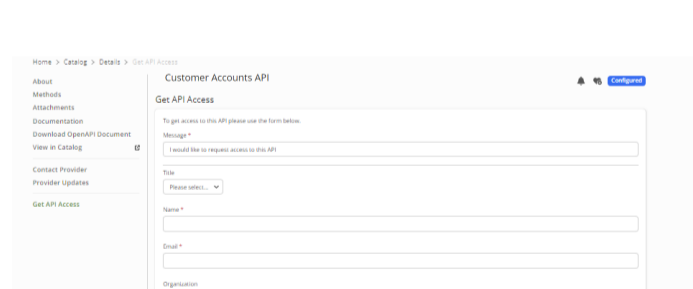 Home > Catalog > Details > Get API Access
About
Methods
Attachments
Documentation
Download OpenAPI Document
View in Catalog
Contact Provider
Provider Updates
Get API Access
Customer Accounts API
Configured
Get API Access
To get access to this API please use the form below.
Message *
I would like to request access to this API
Title
Please select...
Name *
Email *
Organization